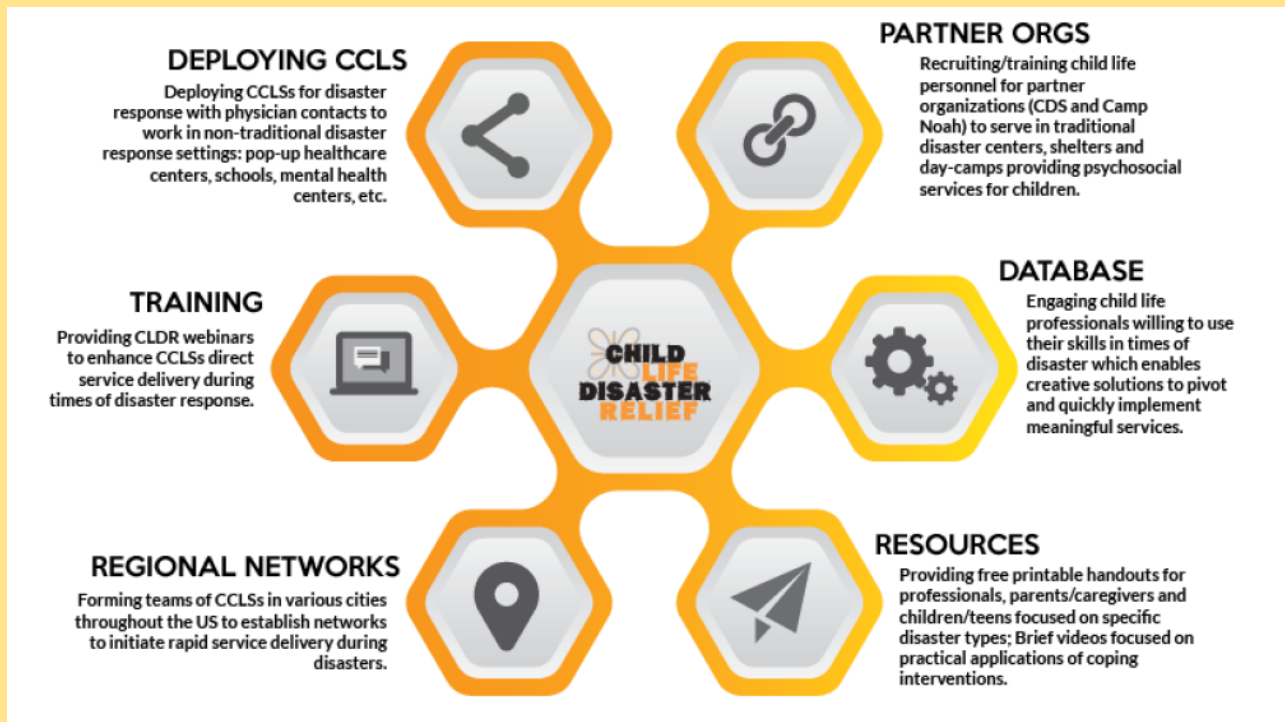 DEPLOYING CCLS
Deploying CCLSs for disaster
response with physician contacts to
work in non-traditional disaster
response settings: pop-up healthcare
centers, schools, mental health
centers, etc.
PARTNER ORGS
Recruiting/training child life
personnel for partner
organizations (CDS and Camp
Noah) to serve in traditional
disaster centers, shelters and
day-camps providing psychosocial
services for children.
TRAINING
Providing CLDR webinars
to enhance CCLSs direct
service delivery during
times of disaster response.
CHILD
LIFE
DISASTER
RELIEF
DATABASE
Engaging child life
professionals willing to use
their skills in times of
disaster which enables
creative solutions to pivot
and quickly implement
meaningful services.
REGIONAL NETWORKS
Forming teams of CCLSs in various cities
throughout the US to establish networks
to initiate rapid service delivery during
disasters.
RESOURCES
Providing free printable handouts for
professionals, parents/caregivers and
children/teens focused on specific
disaster types; Brief videos focused on
practical applications of coping
interventions.